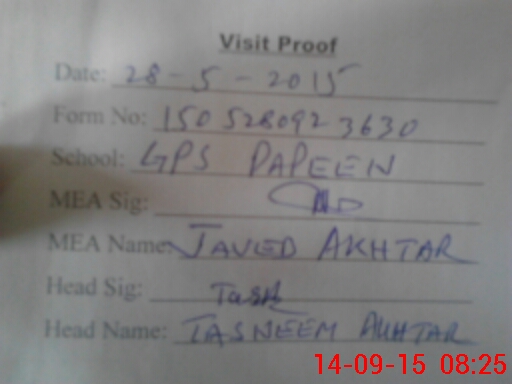 Visit Proof
Date: 28-5-2015
Form No: 150528092 3630
School: GPS PAPEEN
MEA Sig:
MEA Name: JAVED AKHTAR
Head Sig: Tash
Head Name: TASNEEM AKHTAR
14-09-15 08:25